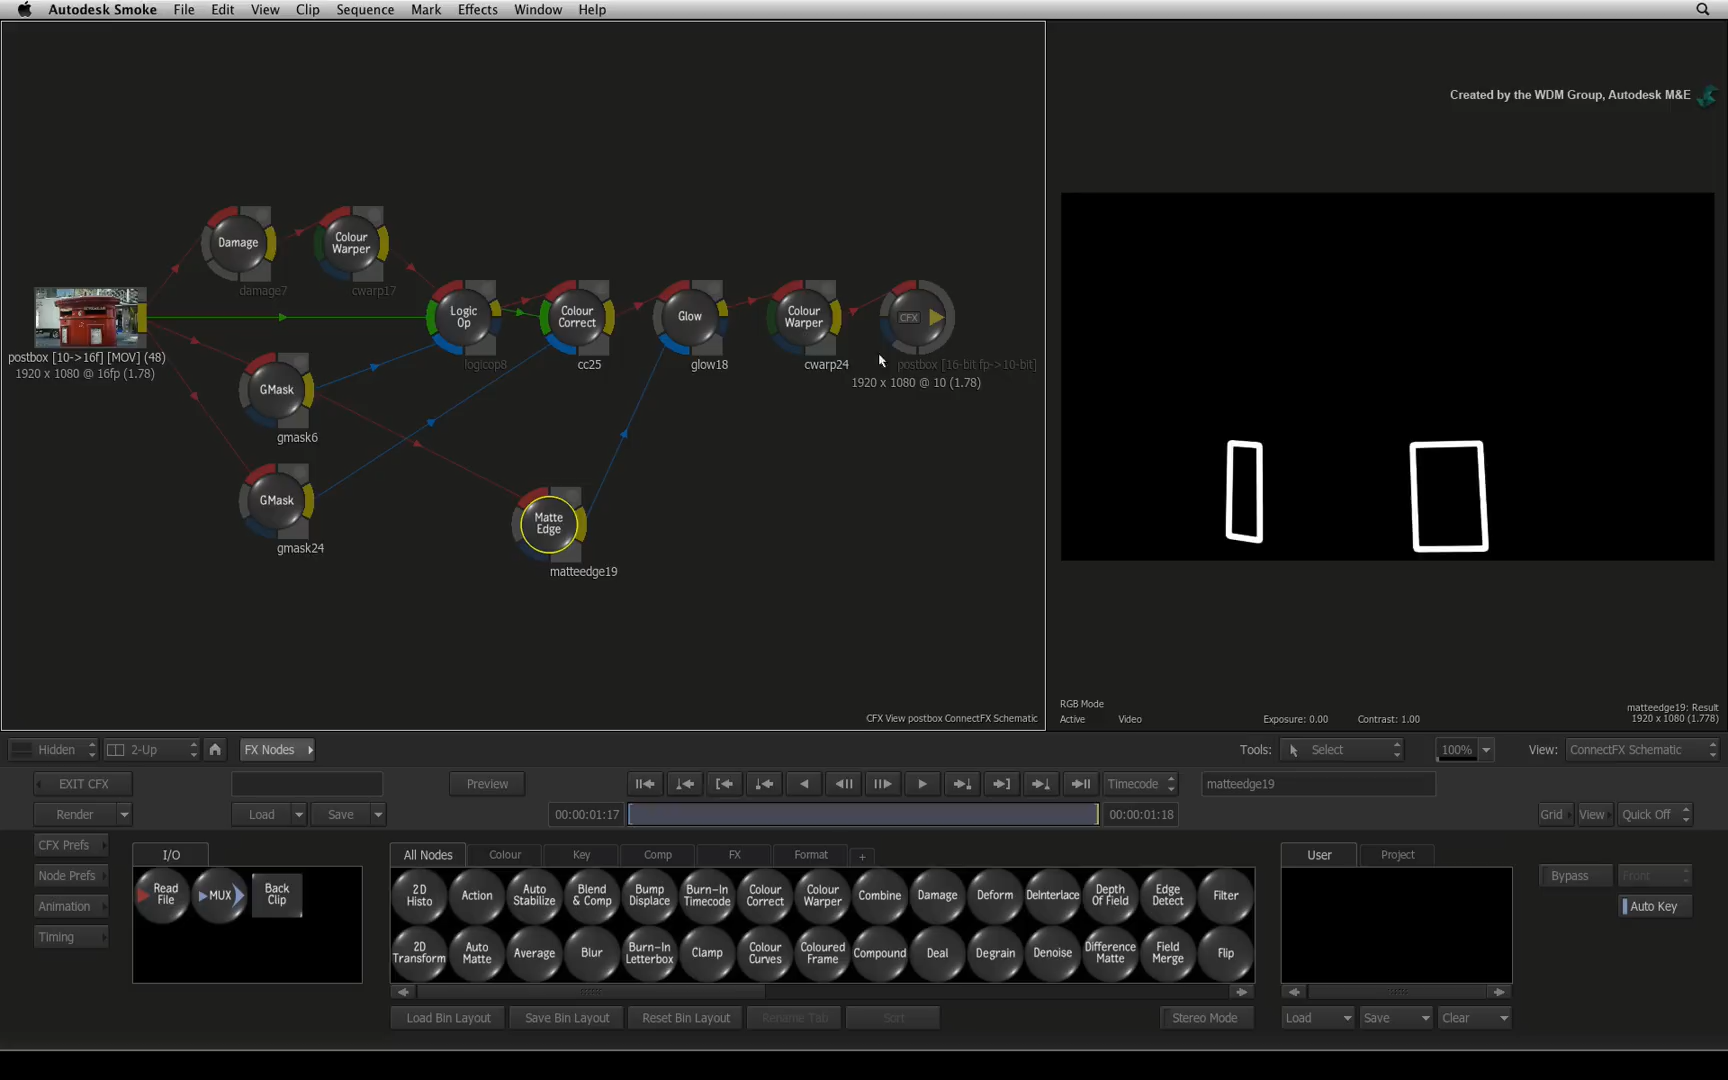 Autodesk Smoke File Edit View Clip Sequence Mark Effects Window Help
Created by the WDM Group, Autodesk M&E
Damage
damage7
Colour Warper
cwarp17
postbox [10->16f] [MOV] (48)
1920 x 1080 @ 16fp (1.78)
Logic Op
logicop8
Colour Correct
cc25
Glow
glow18
Colour Warper
cwarp24
CFX
postbox [16-bit fp->10-bit]
1920 x 1080 @ 10 (1.78)
GMask
gmask6
GMask
gmask24
Matte Edge
matteedge19
CFX View postbox ConnectFX Schematic
RGB Mode
Active Video Exposure: 0.00 Contrast: 1.00
matteedge19: Result
1920 x 1080 (1.778)
Hidden 2-Up FX Nodes Tools: Select 100% View: ConnectFX Schematic
EXIT CFX Preview Timecode matteedge19
Render Load Save 00:00:01:17 00:00:01:18 Grid View Quick Off
CFX Prefs
Node Prefs
Animation
Timing
I/O
Read File
MUX
Back Clip
All Nodes Colour Key Comp FX Format +
2D Histo
Action
Auto Stabilize
Blend & Comp
Bump Displace
Burn-In Timecode
Colour Correct
Colour Warper
Combine
Damage
Deform
DeInterlace
Depth Of Field
Edge Detect
Filter
2D Transform
Auto Matte
Average
Blur
Burn-In Letterbox
Clamp
Colour Curves
Coloured Frame
Compound
Deal
Degrain
Denoise
Difference Matte
Field Merge
Flip
Load Bin Layout Save Bin Layout Reset Bin Layout Rename Tab Sort Stereo Mode
User Project
Load Save Clear
Bypass Front
Auto Key